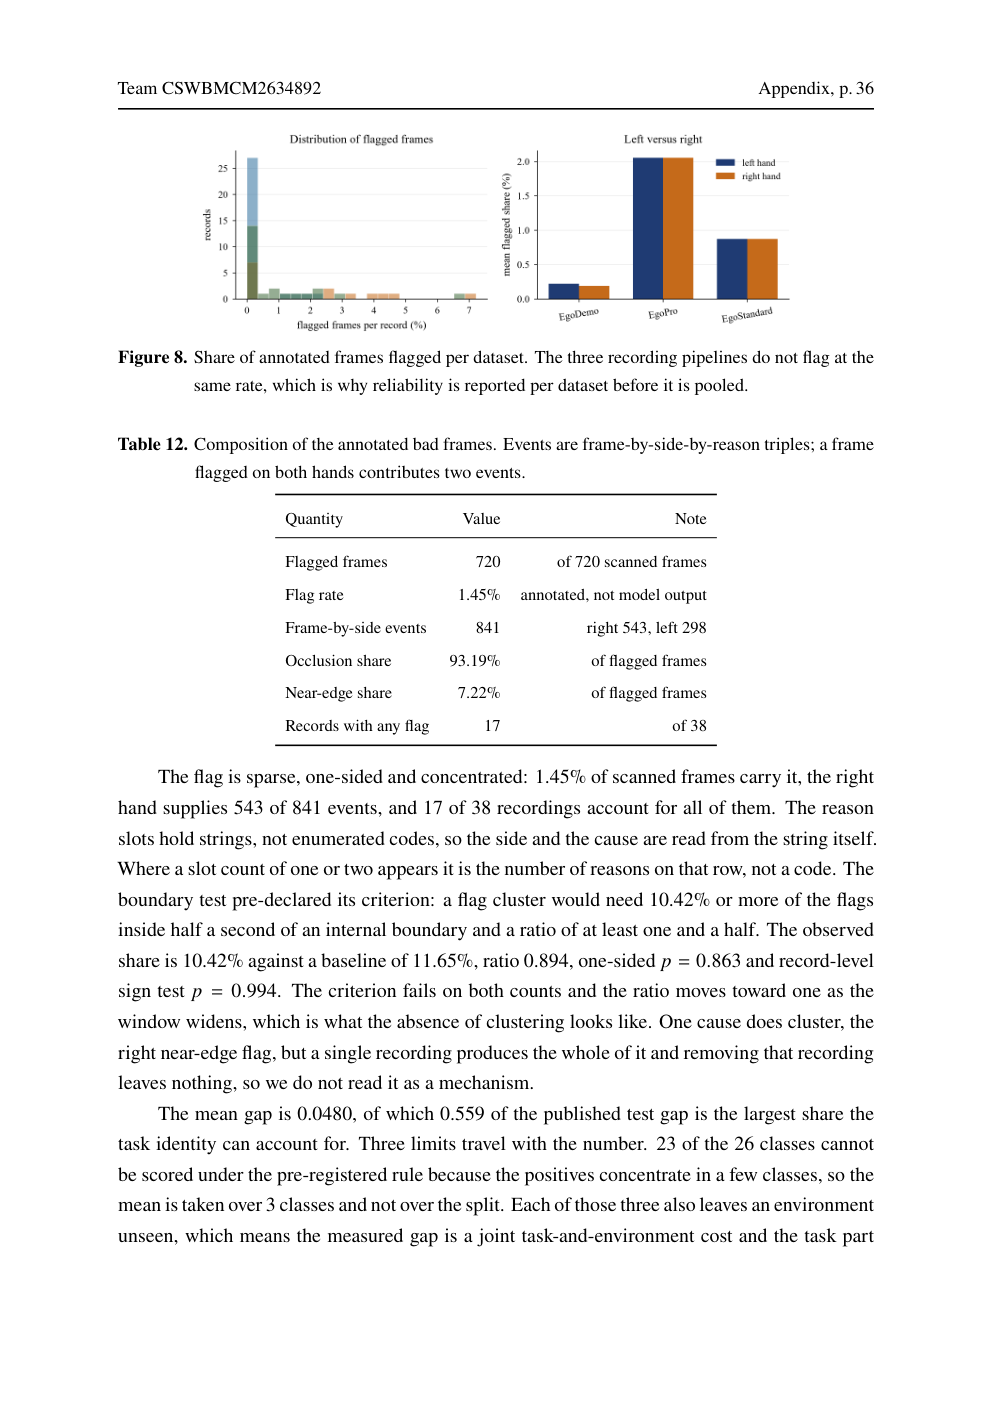 Team CSWBMCM2634892 Appendix, p. 36
Distribution of flagged frames
records
25
20
15
10
5
0
0 1 2 3 4 5 6 7
flagged frames per record (%)
Left versus right
mean flagged share (%)
2.0
1.5
1.0
0.5
0.0
left hand
right hand
EgoDemo EgoPro EgoStandard
Figure 8. Share of annotated frames flagged per dataset. The three recording pipelines do not flag at the
same rate, which is why reliability is reported per dataset before it is pooled.
Table 12. Composition of the annotated bad frames. Events are frame-by-side-by-reason triples; a frame
flagged on both hands contributes two events.
Quantity Value Note
Flagged frames 720 of 720 scanned frames
Flag rate 1.45% annotated, not model output
Frame-by-side events 841 right 543, left 298
Occlusion share 93.19% of flagged frames
Near-edge share 7.22% of flagged frames
Records with any flag 17 of 38
The flag is sparse, one-sided and concentrated: 1.45% of scanned frames carry it, the right
hand supplies 543 of 841 events, and 17 of 38 recordings account for all of them. The reason
slots hold strings, not enumerated codes, so the side and the cause are read from the string itself.
Where a slot count of one or two appears it is the number of reasons on that row, not a code. The
boundary test pre-declared its criterion: a flag cluster would need 10.42% or more of the flags
inside half a second of an internal boundary and a ratio of at least one and a half. The observed
share is 10.42% against a baseline of 11.65%, ratio 0.894, one-sided p = 0.863 and record-level
sign test p = 0.994. The criterion fails on both counts and the ratio moves toward one as the
window widens, which is what the absence of clustering looks like. One cause does cluster, the
right near-edge flag, but a single recording produces the whole of it and removing that recording
leaves nothing, so we do not read it as a mechanism.
The mean gap is 0.0480, of which 0.559 of the published test gap is the largest share the
task identity can account for. Three limits travel with the number. 23 of the 26 classes cannot
be scored under the pre-registered rule because the positives concentrate in a few classes, so the
mean is taken over 3 classes and not over the split. Each of those three also leaves an environment
unseen, which means the measured gap is a joint task-and-environment cost and the task part